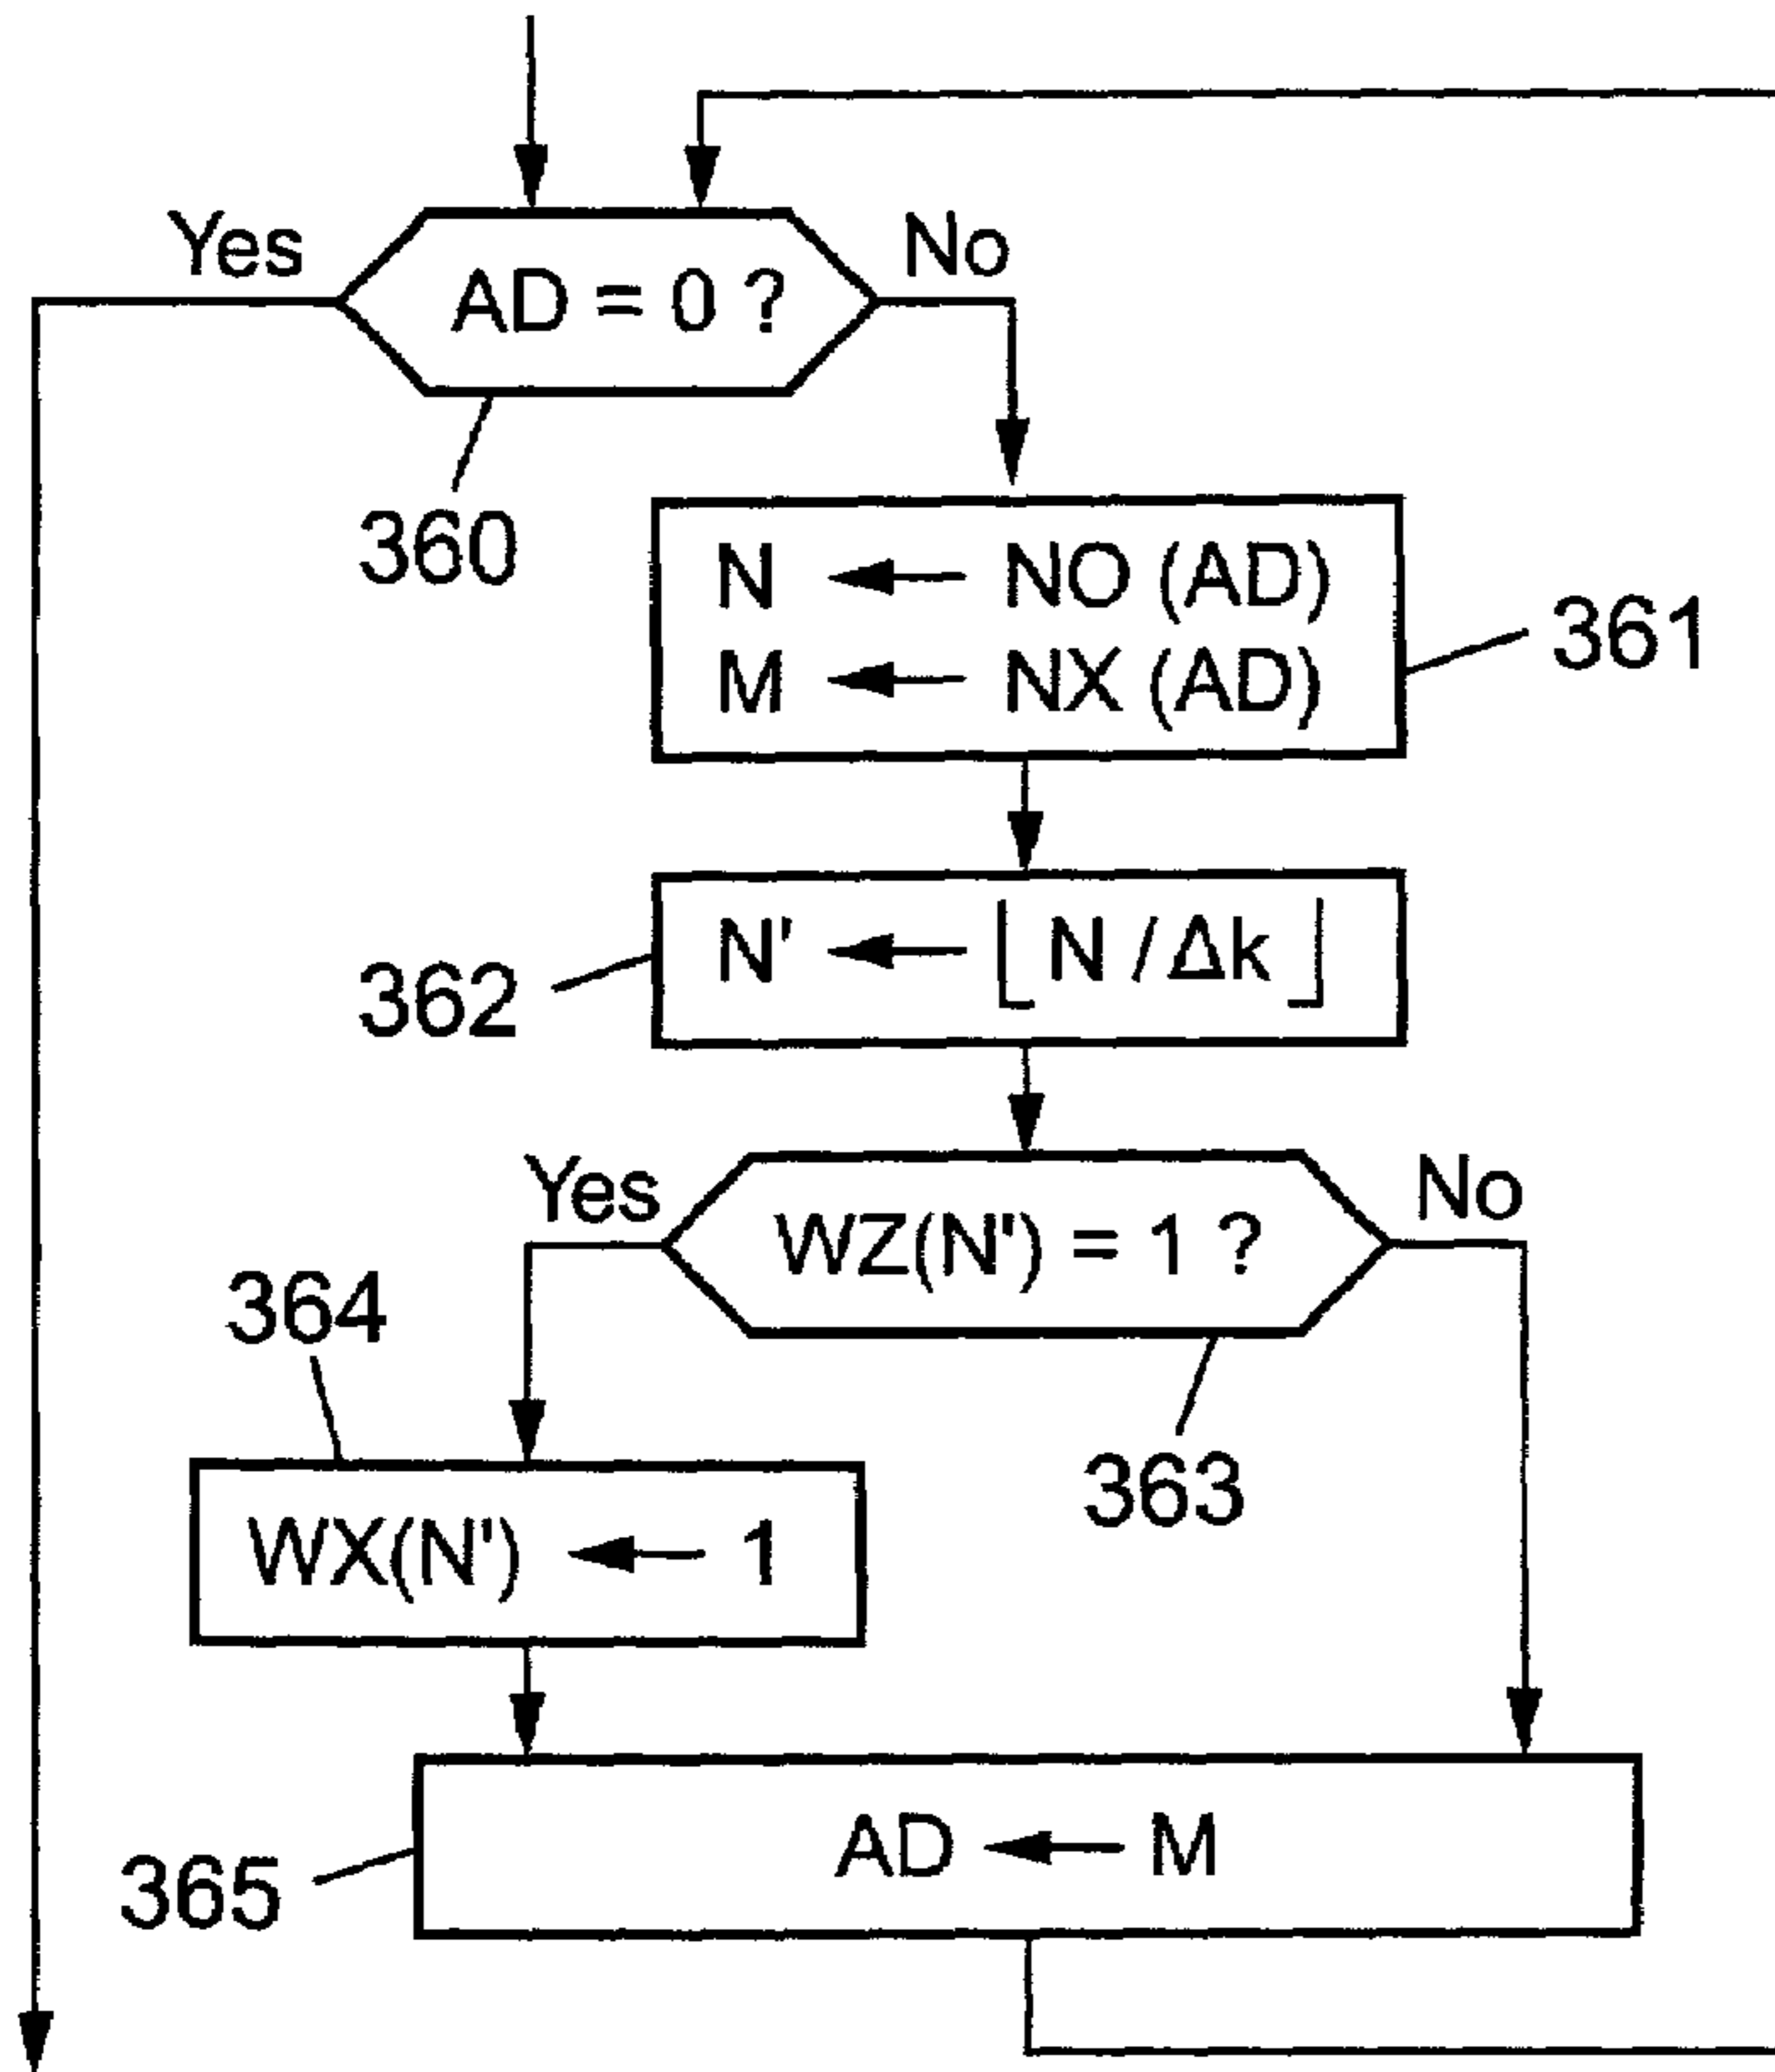 Yes
No
AD = 0 ?
360
N ← NO (AD)
M ← NX (AD)
361
N' ← ⌊ N / Δk ⌋
362
Yes
No
WZ(N') = 1 ?
364
363
WX(N') ← 1
AD ← M
365